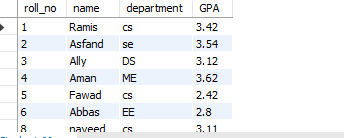 roll_no name department GPA
1 Ramis cs 3.42
2 Asfand se 3.54
3 Ally DS 3.12
4 Aman ME 3.62
5 Fawad cs 2.42
6 Abbas EE 2.8
8 naveed cs 3.11